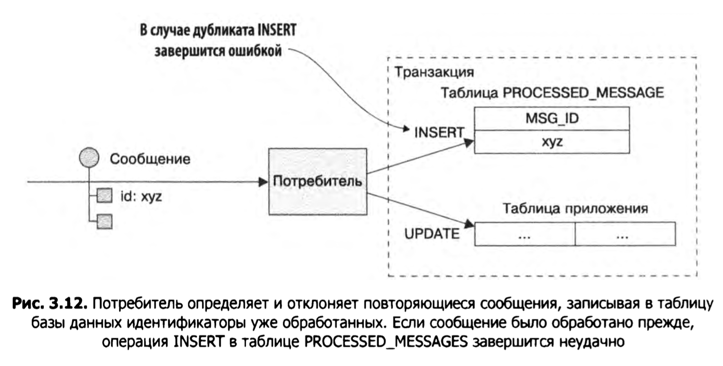 В случае дубликата INSERT
завершится ошибкой
Транзакция
Таблица PROCESSED_MESSAGE
MSG_ID
INSERT
xyz
Сообщение
id: xyz
Потребитель
Таблица приложения
UPDATE
...
...
Рис. 3.12. Потребитель определяет и отклоняет повторяющиеся сообщения, записывая в таблицу
базы данных идентификаторы уже обработанных. Если сообщение было обработано прежде,
операция INSERT в таблице PROCESSED_MESSAGES завершится неудачно